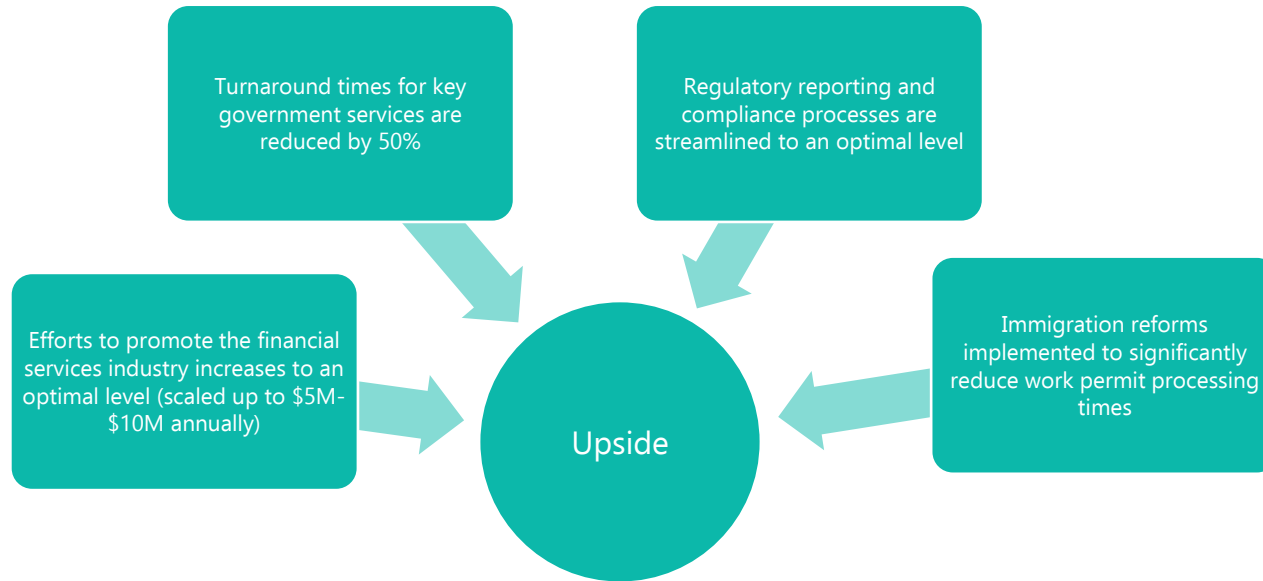 Turnaround times for key
government services are
reduced by 50%
Regulatory reporting and
compliance processes are
streamlined to an optimal level
Efforts to promote the financial
services industry increases to an
optimal level (scaled up to $5M-
$10M annually)
Immigration reforms
implemented to significantly
reduce work permit processing
times
Upside